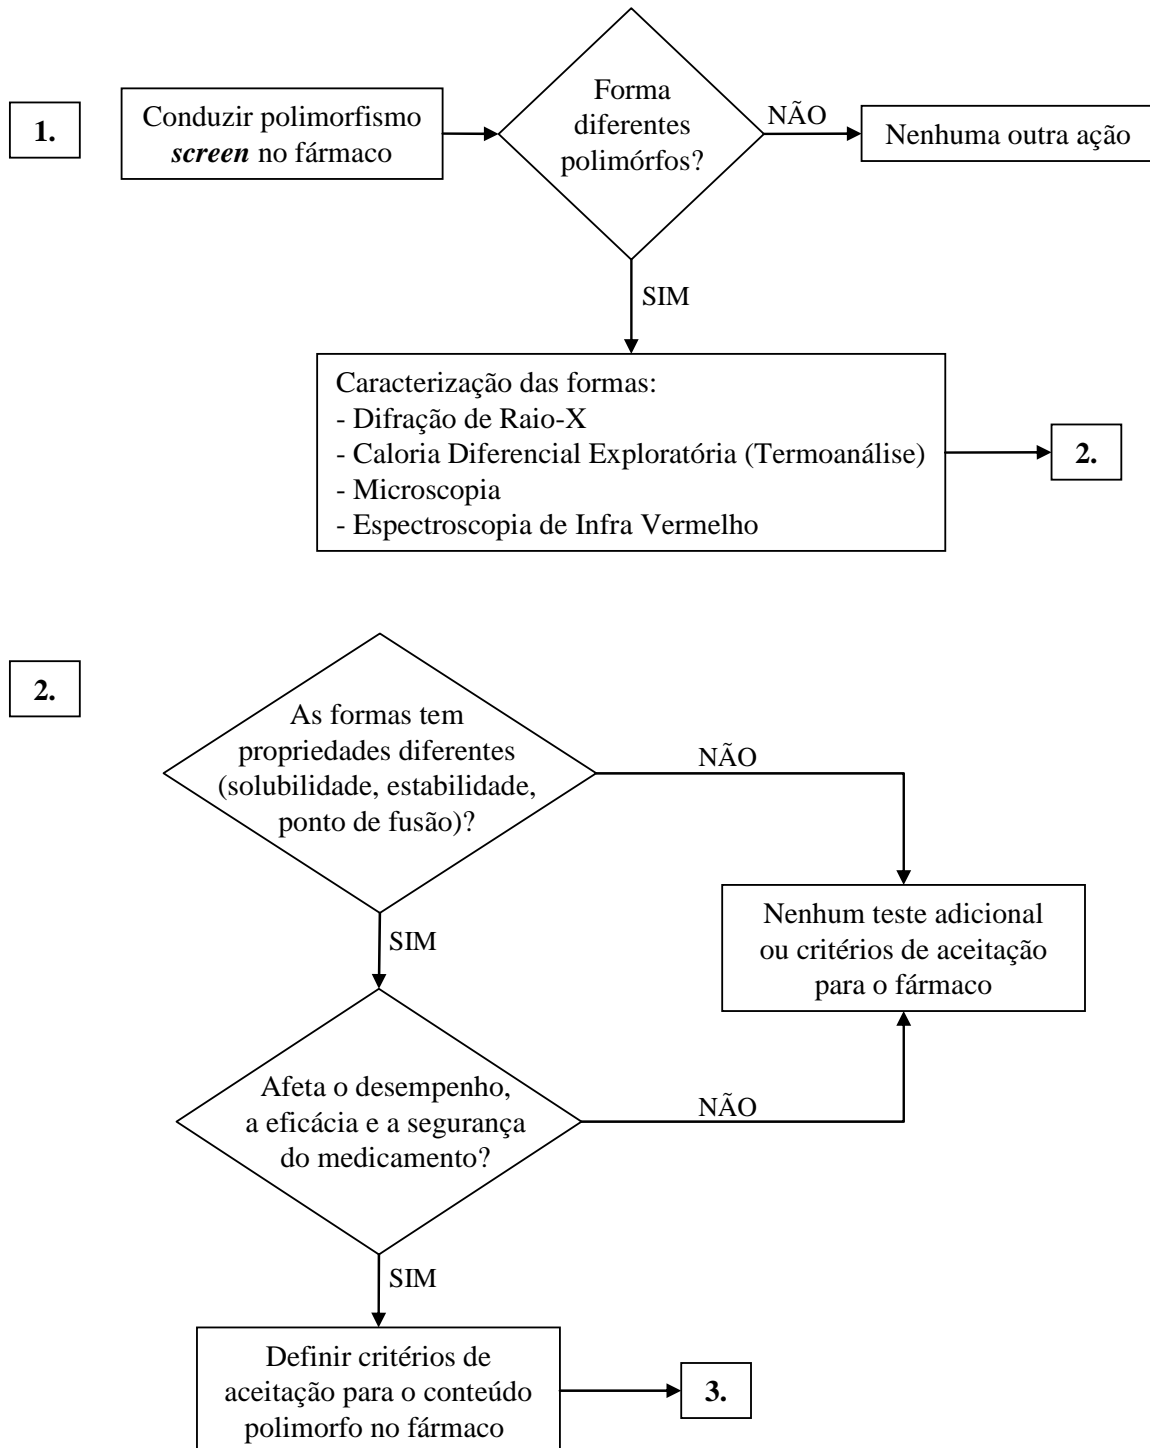 1.
Conduzir polimorfismo
screen no fármaco
Forma
diferentes
polimórfos?
NÃO
Nenhuma outra ação
SIM
Caracterização das formas:
- Difração de Raio-X
- Caloria Diferencial Exploratória (Termoanálise)
- Microscopia
- Espectroscopia de Infra Vermelho
2.
2.
As formas tem
propriedades diferentes
(solubilidade, estabilidade,
ponto de fusão)?
NÃO
SIM
Nenhum teste adicional
ou critérios de aceitação
para o fármaco
Afeta o desempenho,
a eficácia e a segurança
do medicamento?
NÃO
SIM
Definir critérios de
aceitação para o conteúdo
polimorfo no fármaco
3.